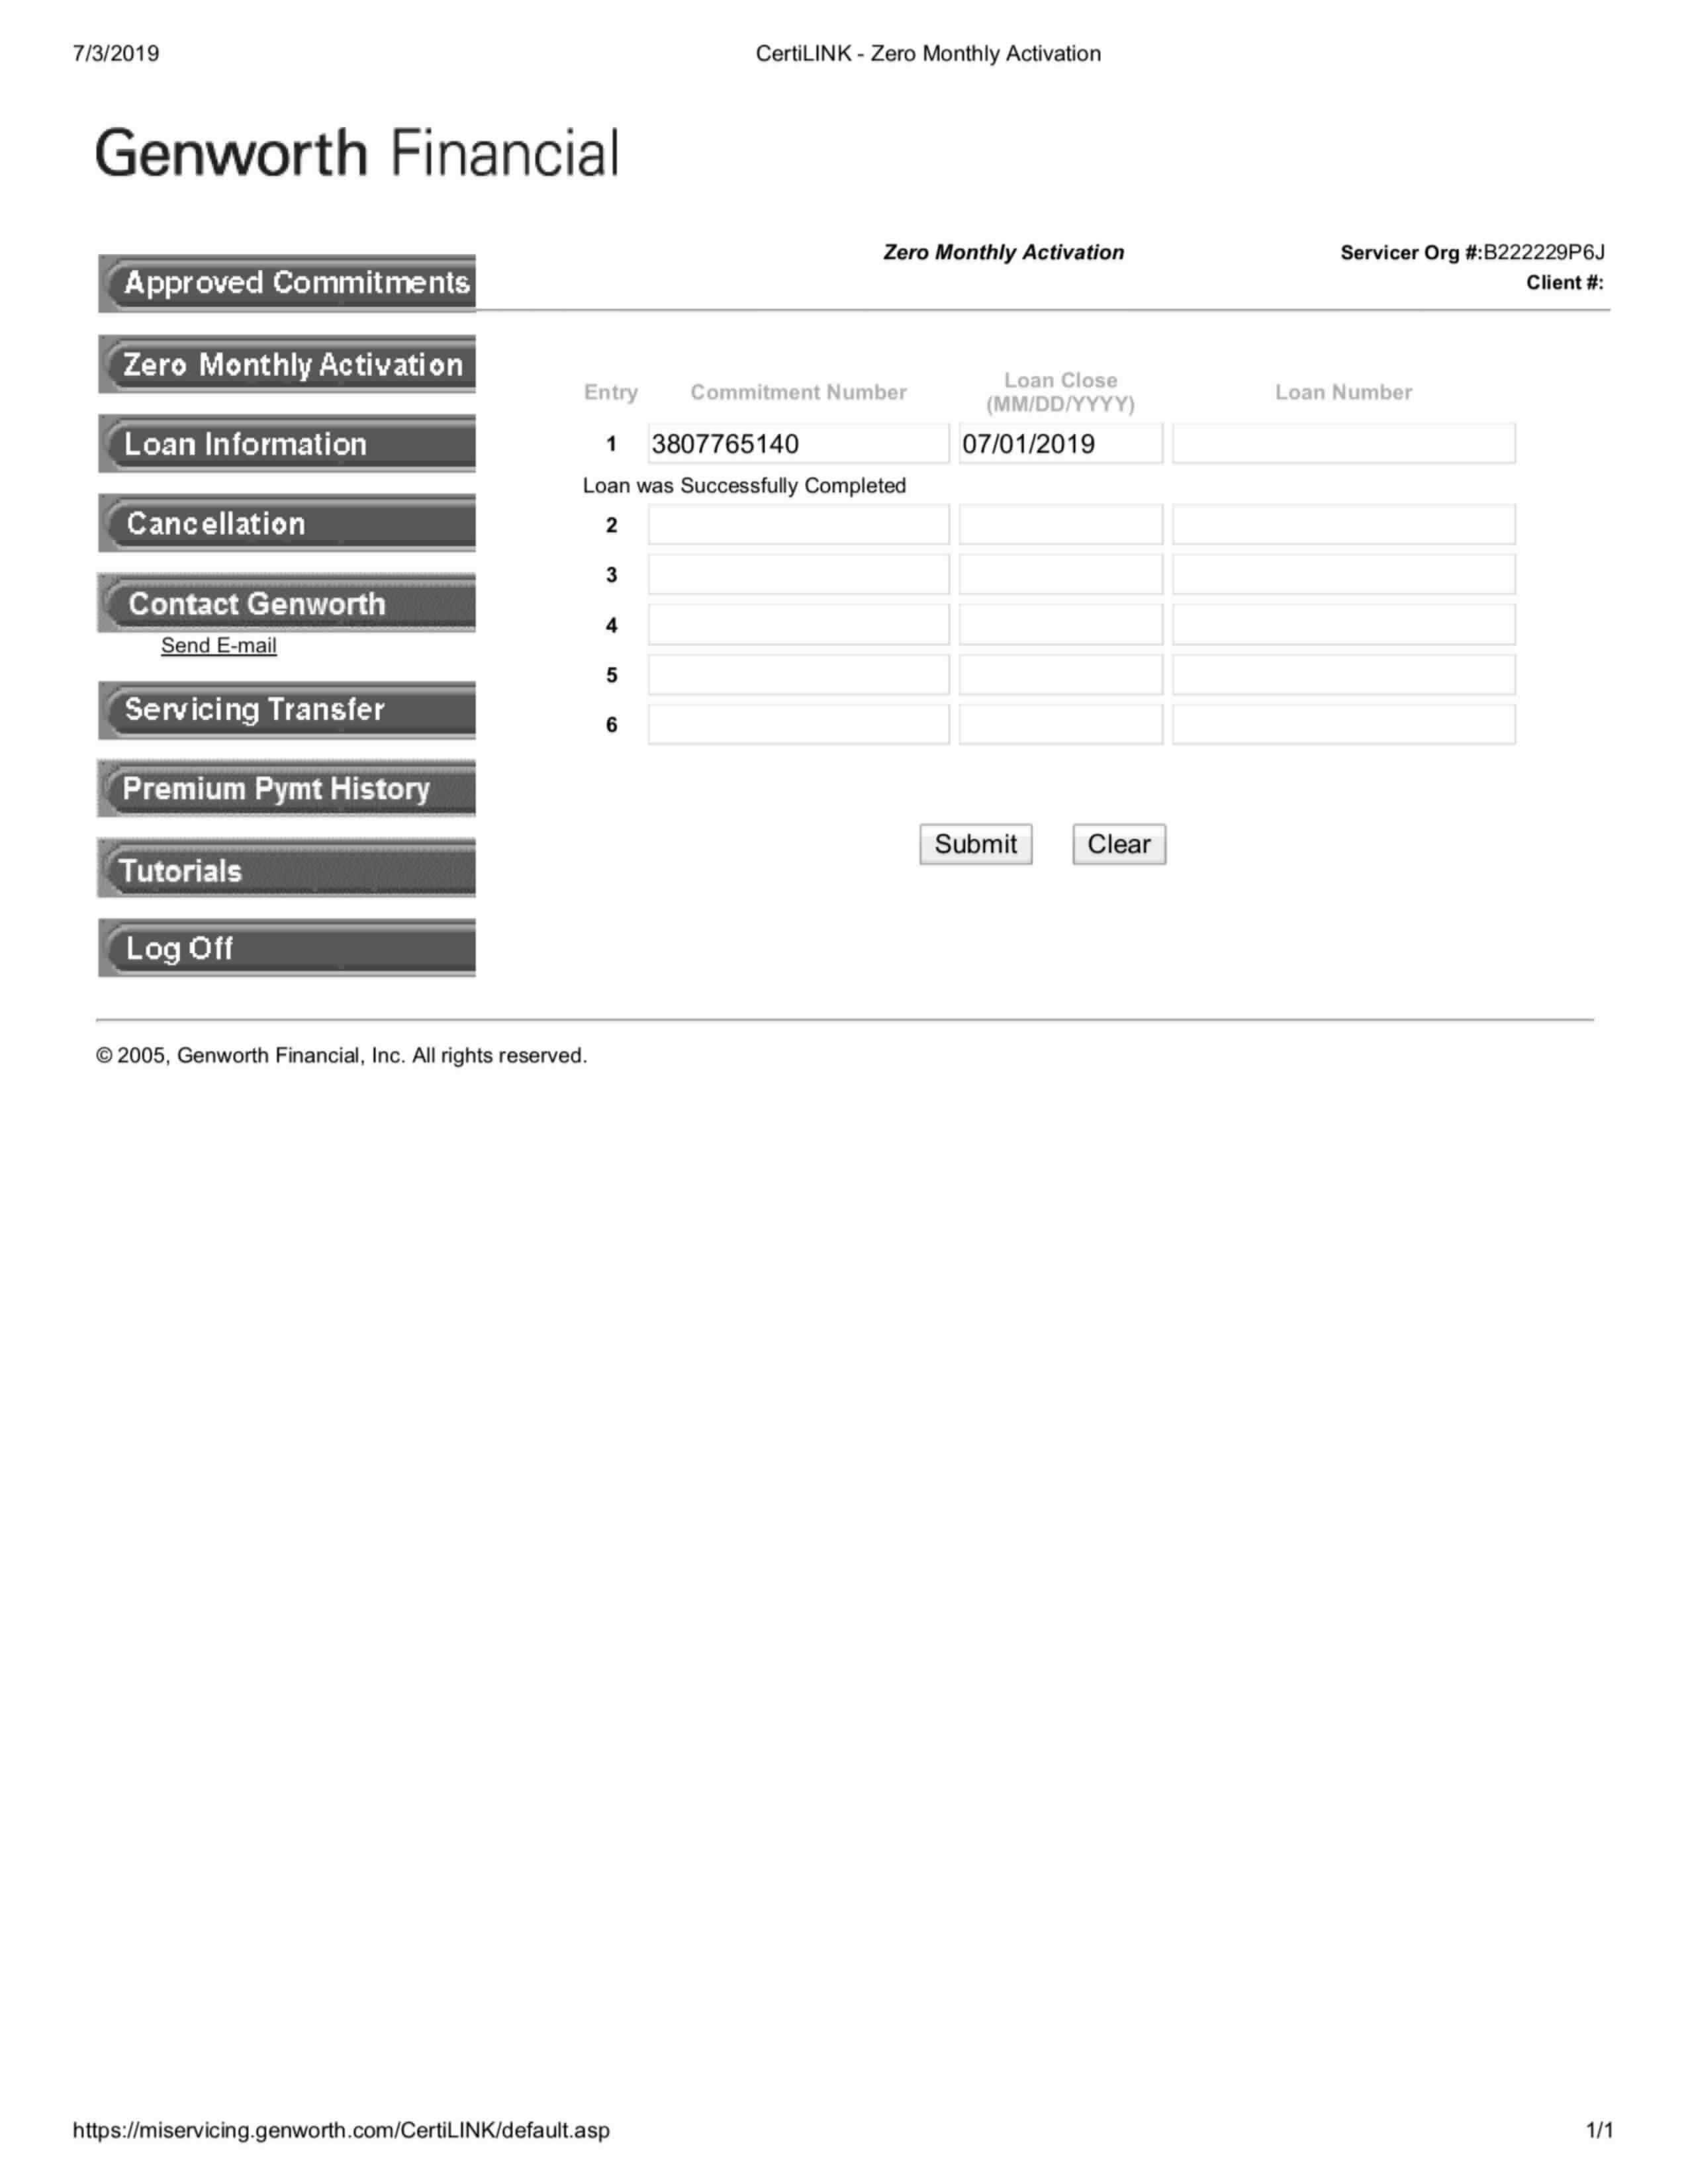 7/3/2019 CertiLINK - Zero Monthly Activation
Genworth Financial
Zero Monthly Activation Servicer Org #:B222229P6J
Client #:
Approved Commitments
Zero Monthly Activation
Loan Information
Cancellation
Contact Genworth
Send E-mail
Servicing Transfer
Premium Pymt History
Tutorials
Log Off
Entry Commitment Number Loan Close (MM/DD/YYYY) Loan Number
1 3807765140 07/01/2019
Loan was Successfully Completed
2
3
4
5
6
Submit Clear
© 2005, Genworth Financial, Inc. All rights reserved.
https://miservicing.genworth.com/CertiLINK/default.asp 1/1